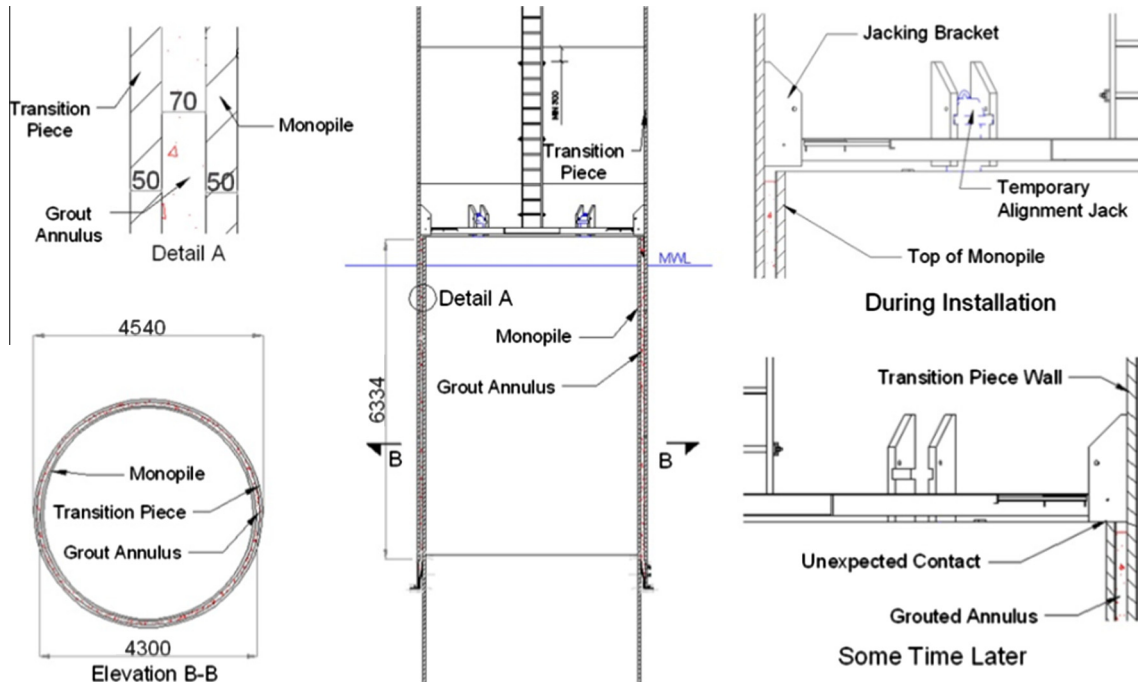 Transition
Piece
70
Monopile
50
50
Grout
Annulus
Detail A
4540
Monopile
Transition Piece
Grout Annulus
4300
Elevation B-B
MIN 300
Transition
Piece
MWL
Detail A
Monopile
Grout Annulus
6334
B
B
Jacking Bracket
Temporary
Alignment Jack
Top of Monopile
During Installation
Transition Piece Wall
Unexpected Contact
Grouted Annulus
Some Time Later